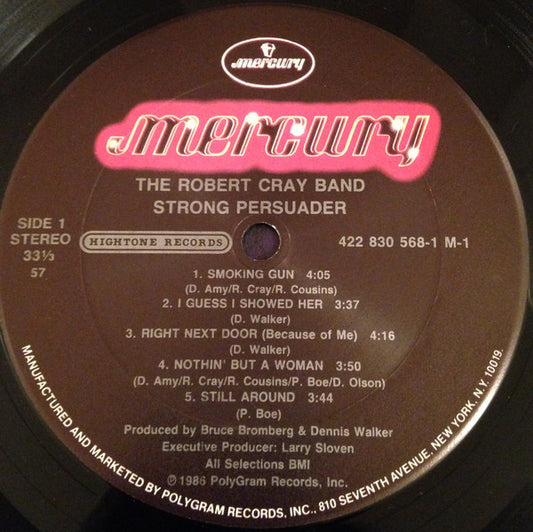 mercury
mercury
THE ROBERT CRAY BAND
STRONG PERSUADER
SIDE 1
STEREO
33⅓
57
HIGHTONE RECORDS
422 830 568-1 M-1
1. SMOKING GUN 4:05
(D. Amy/R. Cray/R. Cousins)
2. I GUESS I SHOWED HER 3:37
(D. Walker)
3. RIGHT NEXT DOOR (Because of Me) 4:16
(D. Walker)
4. NOTHIN' BUT A WOMAN 3:50
(D. Amy/R. Cray/R. Cousins/P. Boe/D. Olson)
5. STILL AROUND 3:44
(P. Boe)
Produced by Bruce Bromberg & Dennis Walker
Executive Producer: Larry Sloven
All Selections BMI
Ⓟ1986 PolyGram Records, Inc.
MANUFACTURED AND MARKETED BY POLYGRAM RECORDS, INC., 810 SEVENTH AVENUE, NEW YORK, N.Y. 10019.